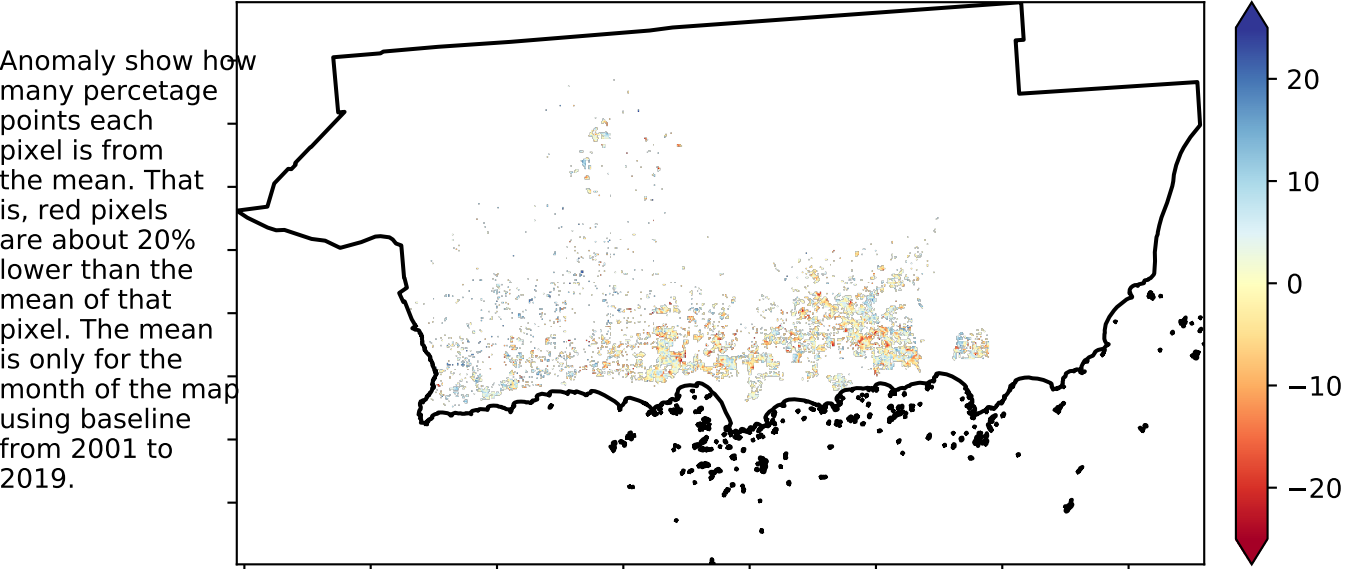 Anomaly show how
many percetage
points each
pixel is from
the mean. That
is, red pixels
are about 20%
lower than the
mean of that
pixel. The mean
is only for the
month of the map
using baseline
from 2001 to
2019.
20
10
0
−10
−20